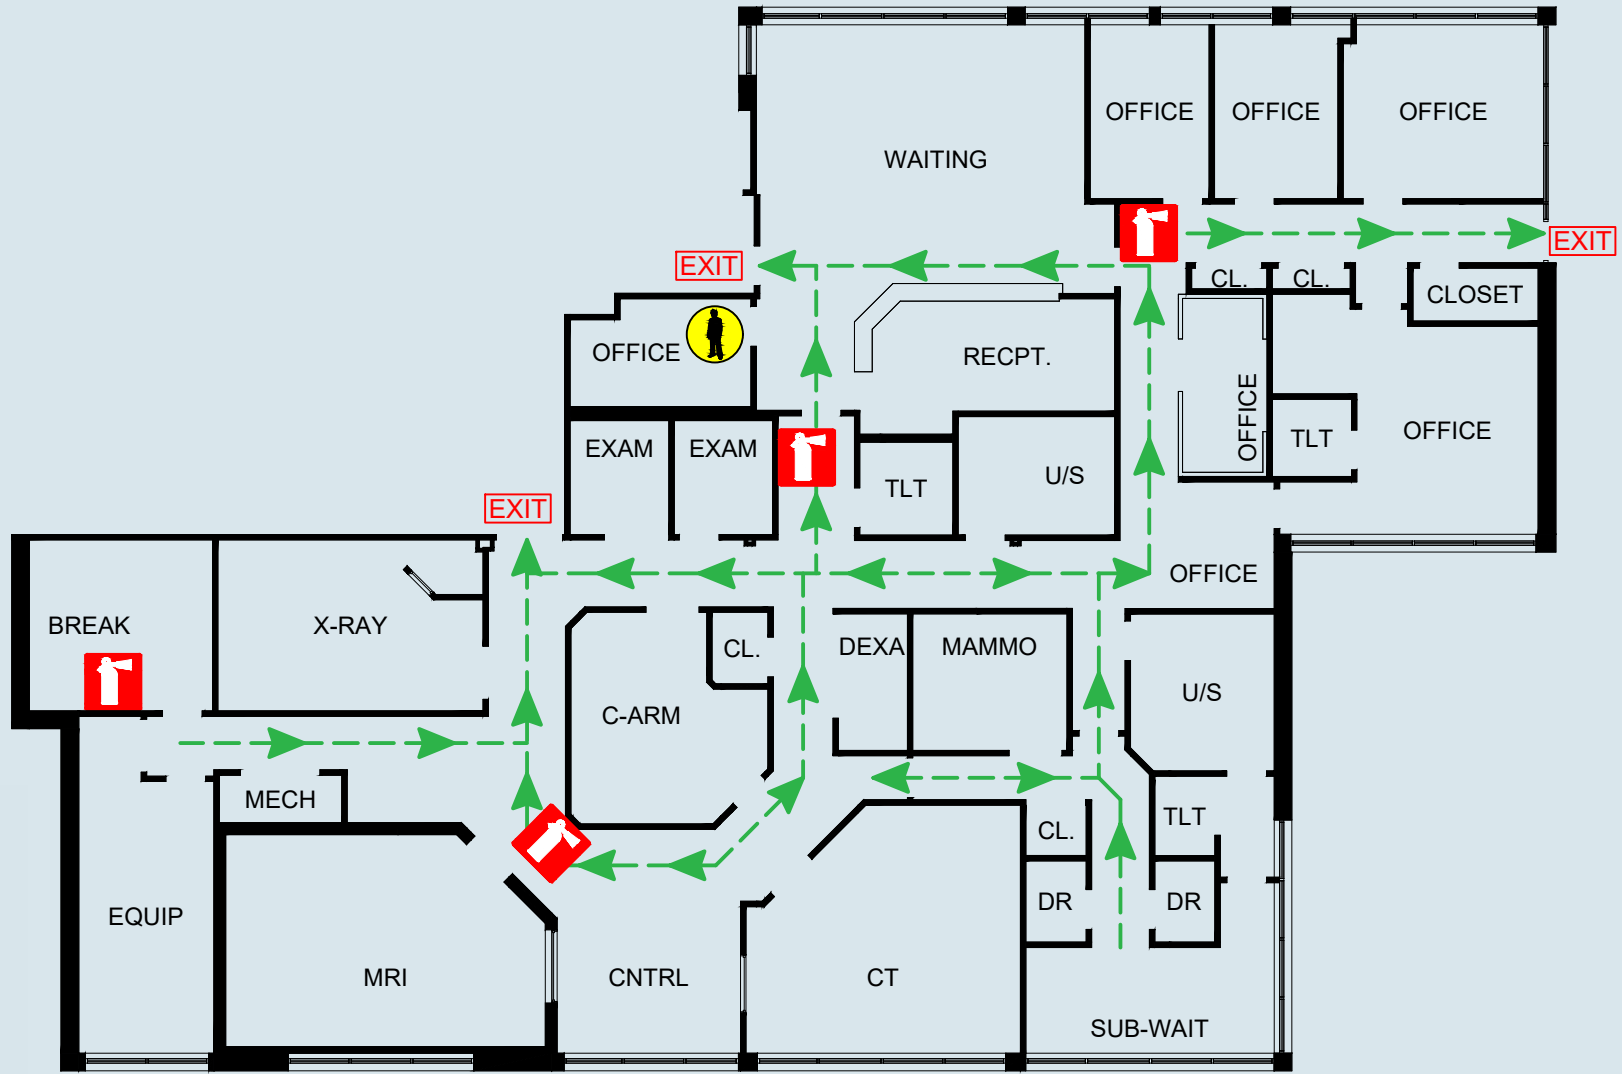 OFFICE
OFFICE
OFFICE
WAITING
EXIT
EXIT
CL.
CL.
CLOSET
OFFICE
RECPT.
OFFICE
OFFICE
TLT
EXAM
EXAM
TLT
U/S
EXIT
OFFICE
BREAK
X-RAY
CL.
DEXA
MAMMO
C-ARM
U/S
MECH
CL.
TLT
DR
DR
EQUIP
MRI
CNTRL
CT
SUB-WAIT